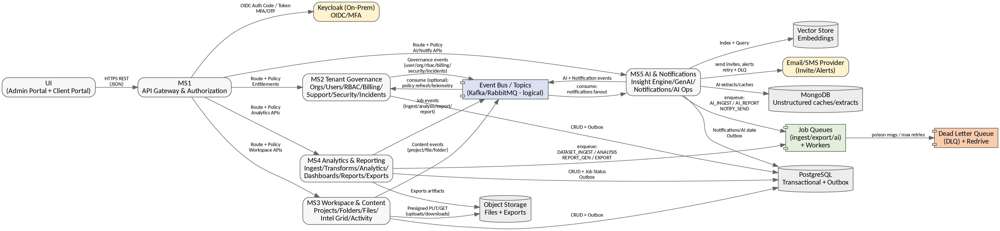 OIDC Auth Code / Token
MFA/OTP
Keycloak (On-Prem)
OIDC/MFA
UI
(Admin Portal + Client Portal)
HTTPS REST
(JSON)
MS1
API Gateway & Authorization
Route + Policy
AI/Notify APIs
Route + Policy
Entitlements
Route + Policy
Analytics APIs
Route + Policy
Workspace APIs
MS2 Tenant Governance
Orgs/Users/RBAC/Billing/
Support/Security/Incidents
Governance events
(user/org/rbac/billing/
security/incidents)
consume (optional):
policy refresh/telemetry
Event Bus / Topics
(Kafka/RabbitMQ - logical)
Job events
(ingest/analysis/export/
report)
Content events
(project/file/folder)
MS4 Analytics & Reporting
Ingest/Transforms/Analytics/
Dashboards/Reports/Exports
MS3 Workspace & Content
Projects/Folders/Files/
Intel Grid/Activity
Exports artifacts
Presigned PUT/GET
(uploads/downloads)
Object Storage
Files + Exports
AI + Notification events
consume:
notifications fanout
CRUD + Outbox
enqueue:
DATASET_INGEST / ANALYSIS
REPORT_GEN / EXPORT
CRUD + Job Status
Outbox
CRUD + Outbox
MS5 AI & Notifications
Insight Engine/GenAI/
Notifications/AI Ops
Index + Query
send invites, alerts
retry + DLQ
AI extracts/caches
enqueue:
AI_INGEST / AI_REPORT
NOTIFY_SEND
Notifications/AI state
Outbox
Vector Store
Embeddings
Email/SMS Provider
(Invite/Alerts)
MongoDB
Unstructured caches/extracts
Job Queues
(ingest/export/ai)
+ Workers
PostgreSQL
Transactional + Outbox
poison msgs / max retries
Dead Letter Queue
(DLQ) + Redrive